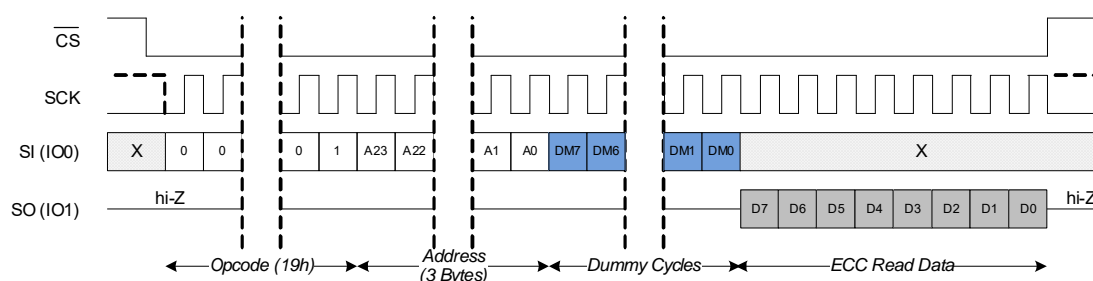 CS
SCK
SI (IO0) X 0 0 0 1 A23 A22 A1 A0 DM7 DM6 DM1 DM0 X
hi-Z hi-Z
SO (IO1) D7 D6 D5 D4 D3 D2 D1 D0
Opcode (19h) Address (3 Bytes) Dummy Cycles ECC Read Data